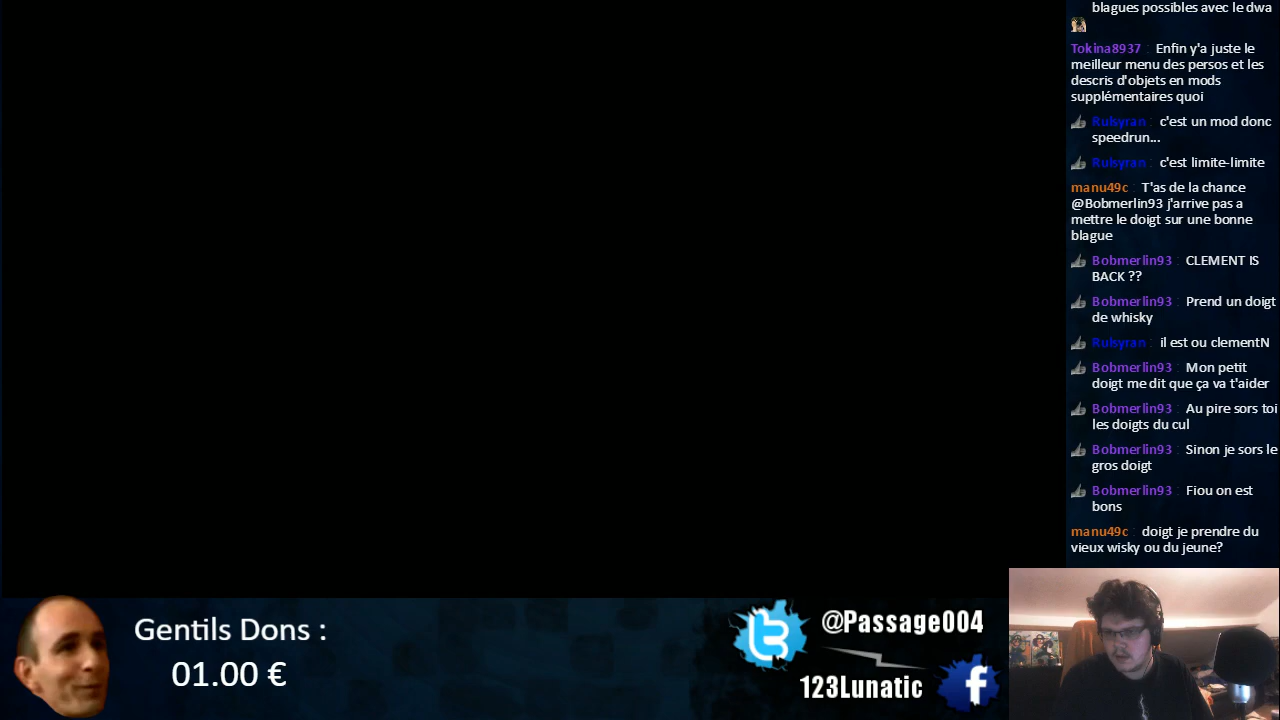 blagues possibles avec le dwa
Tokina8937 : Enfin y'a juste le
meilleur menu des persos et les
descris d'objets en mods
supplémentaires quoi
Rulsyran : c'est un mod donc
speedrun...
Rulsyran : c'est limite-limite
manu49c : T'as de la chance
@Bobmerlin93 j'arrive pas a
mettre le doigt sur une bonne
blague
Bobmerlin93 : CLEMENT IS
BACK ??
Bobmerlin93 : Prend un doigt
de whisky
Rulsyran : il est ou clementN
Bobmerlin93 : Mon petit
doigt me dit que ça va t'aider
Bobmerlin93 : Au pire sors toi
les doigts du cul
Bobmerlin93 : Sinon je sors le
gros doigt
Bobmerlin93 : Fiou on est
bons
manu49c : doigt je prendre du
vieux wisky ou du jeune?
Gentils Dons :
01.00 €
@Passage004
123Lunatic